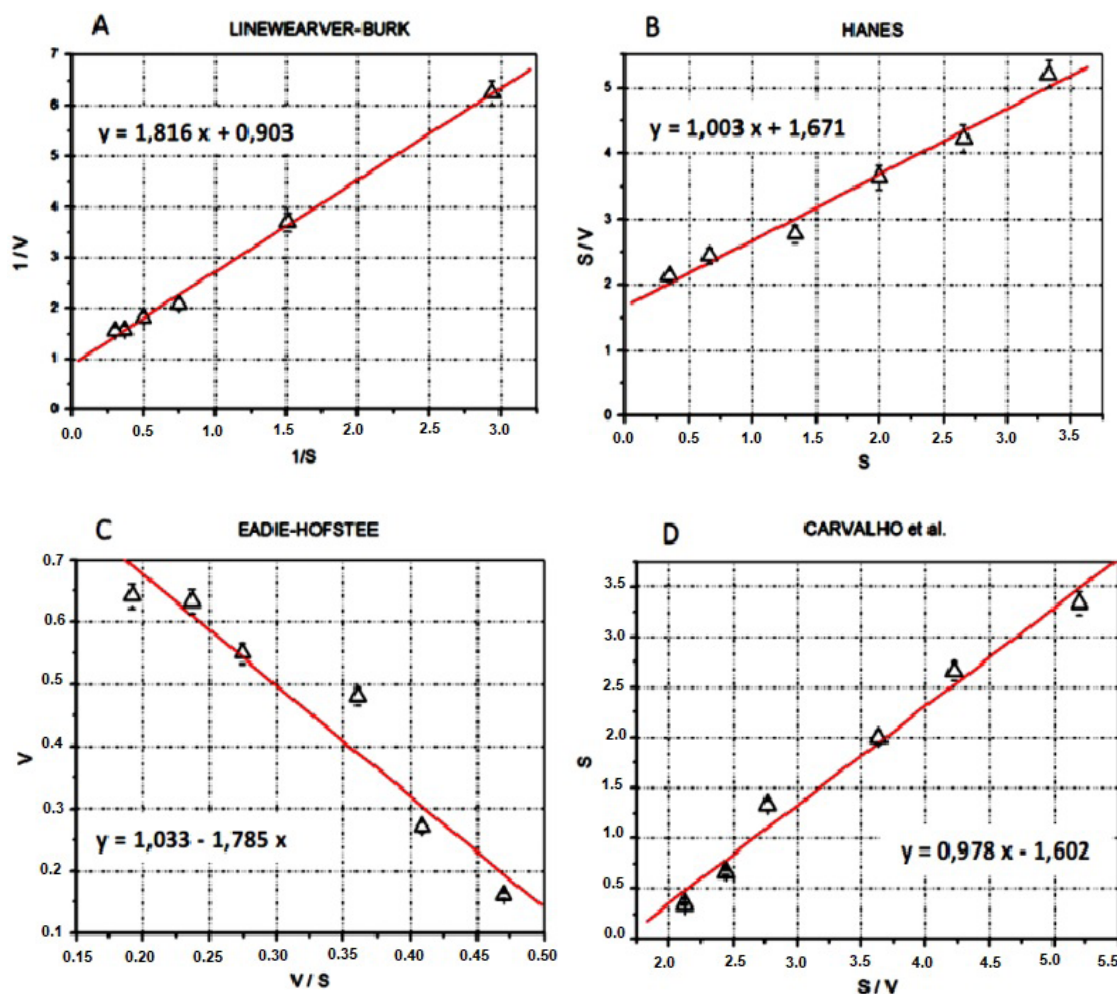 A
LINEWEARVER=BURK
7
6
5
4
3
2
1
0
y = 1,816 x + 0,903
1/V
0.0 0.5 1.0 1.5 2.0 2.5 3.0
1/S
B
HANES
5
4
3
2
1
0
y = 1,003 x + 1,671
S / V
0.0 0.5 1.0 1.5 2.0 2.5 3.0 3.5
S
C
EADIE-HOFSTEE
0.7
0.6
0.5
0.4
0.3
0.2
0.1
y = 1,033 - 1,785 x
V
0.15 0.20 0.25 0.30 0.35 0.40 0.45 0.50
V / S
D
CARVALHO et al.
3.5
3.0
2.5
2.0
1.5
1.0
0.5
0.0
y = 0,978 x - 1,602
S
2.0 2.5 3.0 3.5 4.0 4.5 5.0 5.5
S / V